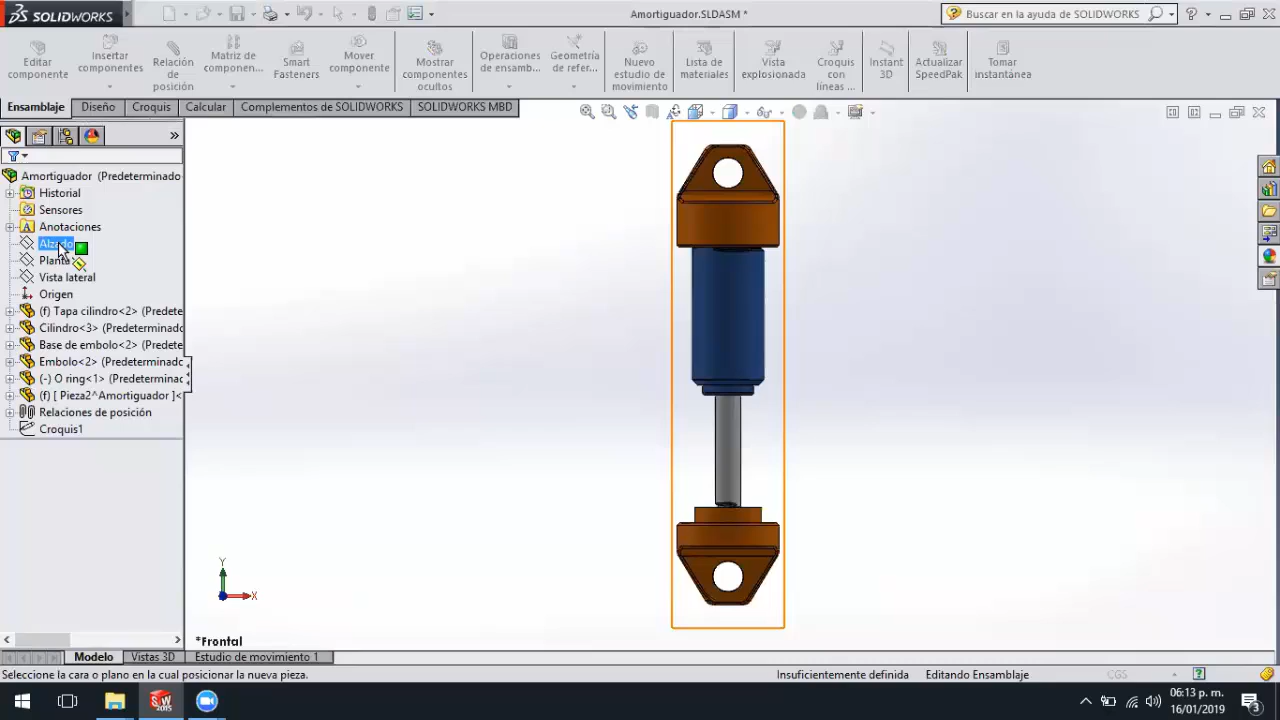 SOLIDWORKS
Amortiguador.SLDASM *
Buscar en la ayuda de SOLIDWORKS
Editar componente
Insertar componentes
Relación de posición
Matriz de componen...
Smart Fasteners
Mover componente
Mostrar componentes ocultos
Operaciones de ensamb...
Geometría de refer...
Nuevo estudio de movimiento
Lista de materiales
Vista explosionada
Croquis con líneas ...
Instant 3D
Actualizar SpeedPak
Tomar instantánea
Ensamblaje
Diseño
Croquis
Calcular
Complementos de SOLIDWORKS
SOLIDWORKS MBD
Amortiguador (Predeterminado
Historial
Sensores
Anotaciones
Alzado
Planta
Vista lateral
Origen
(f) Tapa cilindro<2> (Predete
Cilindro<3> (Predeterminado
Base de embolo<2> (Predete
Embolo<2> (Predeterminado
(-) O ring<1> (Predeterminac
(f) [ Pieza2^Amortiguador ]<
Relaciones de posición
Croquis1
Y
X
*Frontal
Modelo
Vistas 3D
Estudio de movimiento 1
Seleccione la cara o plano en la cual posicionar la nueva pieza.
Insuficientemente definida
Editando Ensamblaje
CGS
06:13 p. m.
16/01/2019